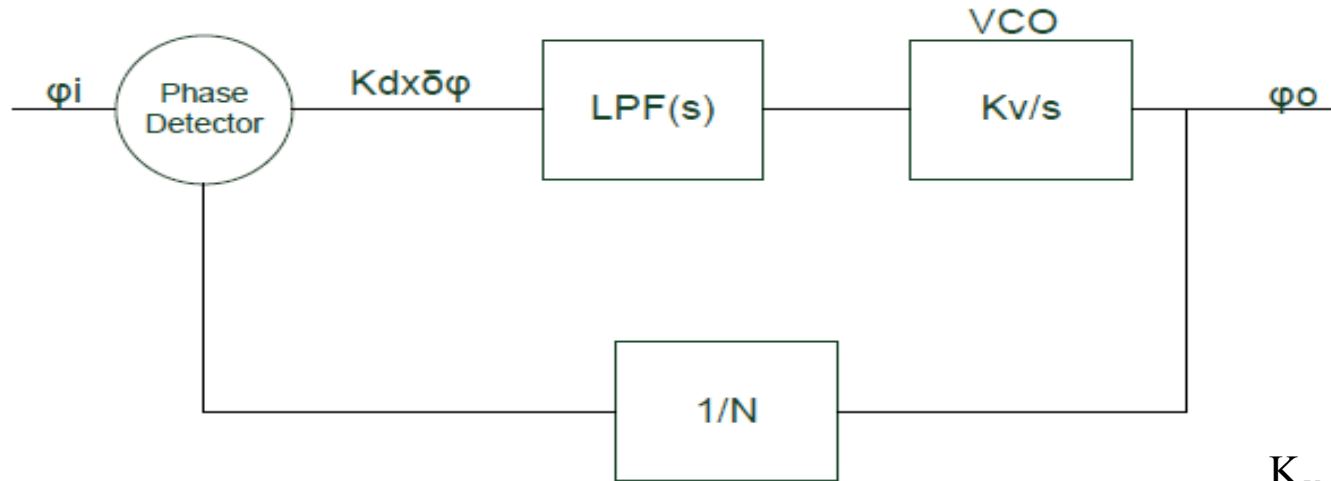 VCO
φi
Phase
Detector
Kdxδφ
LPF(s)
Kv/s
φo
1/N
K